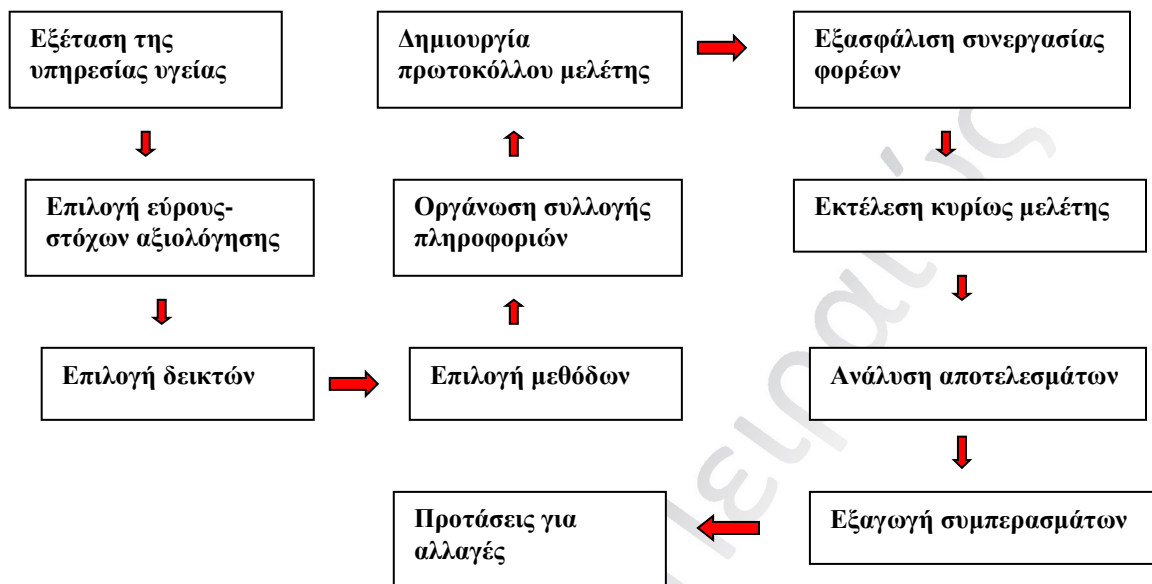 Εξέταση της
υπηρεσίας υγείας
Επιλογή εύρους-
στόχων αξιολόγησης
Επιλογή δεικτών
Επιλογή μεθόδων
Οργάνωση συλλογής
πληροφοριών
Δημιουργία
πρωτοκόλλου μελέτης
Εξασφάλιση συνεργασίας
φορέων
Εκτέλεση κυρίως μελέτης
Ανάλυση αποτελεσμάτων
Εξαγωγή συμπερασμάτων
Προτάσεις για
αλλαγές